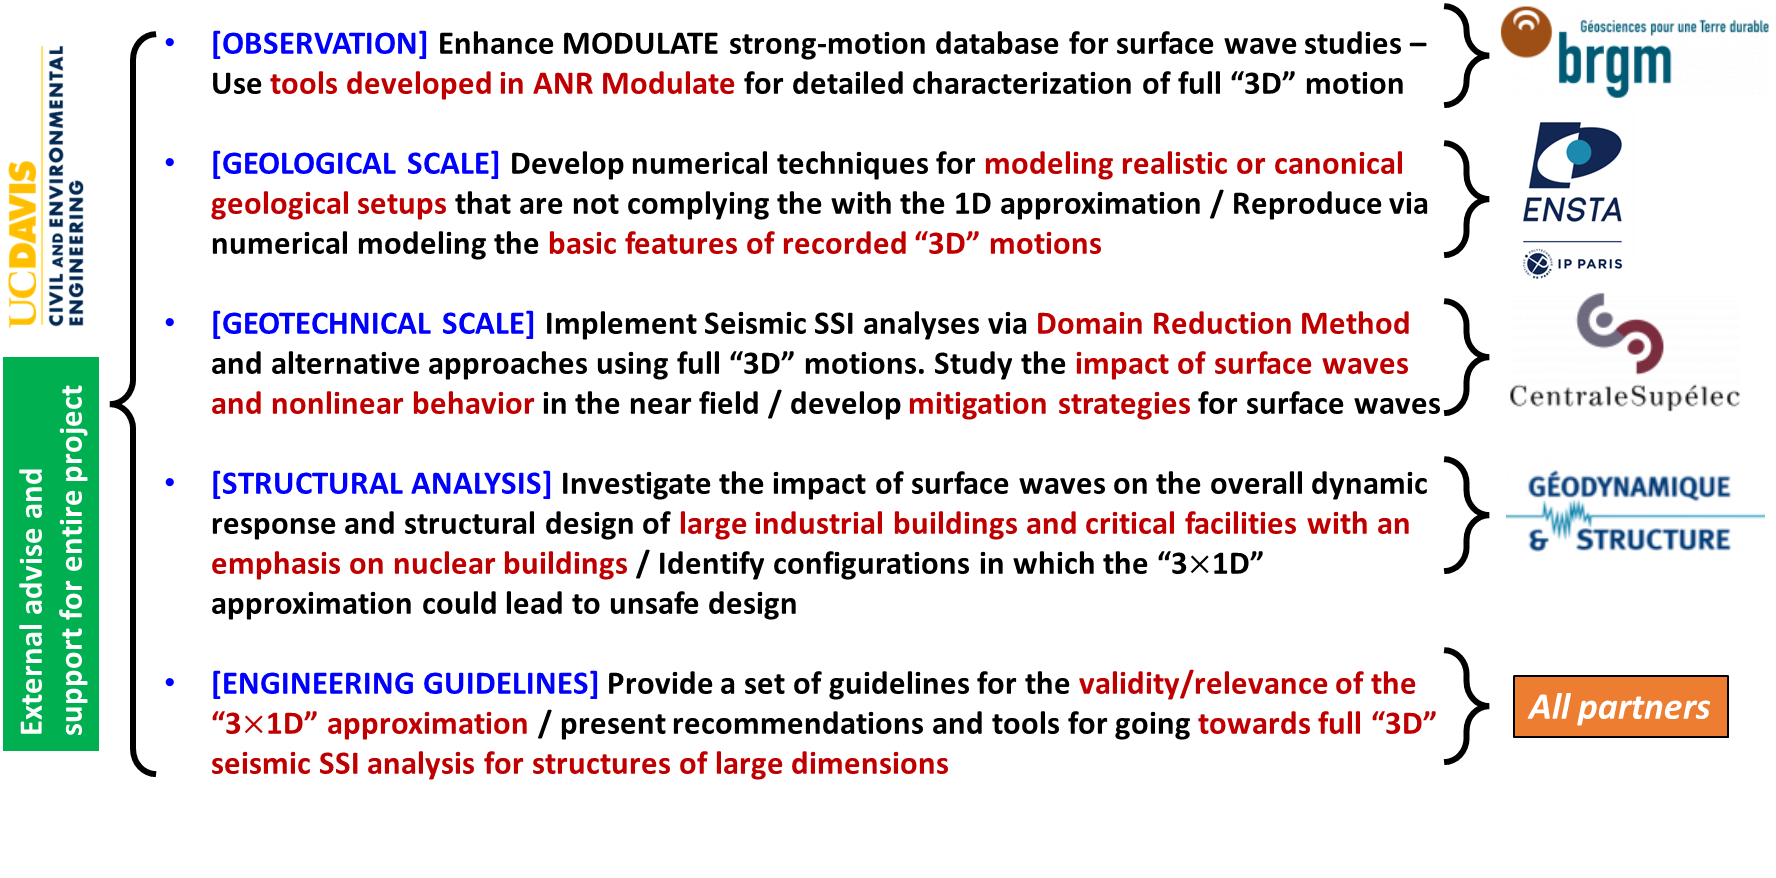 UCDAVIS
CIVIL AND ENVIRONMENTAL
ENGINEERING
External advise and
support for entire project
• [OBSERVATION] Enhance MODULATE strong-motion database for surface wave studies –
Use tools developed in ANR Modulate for detailed characterization of full “3D” motion
Géosciences pour une Terre durable
brgm
• [GEOLOGICAL SCALE] Develop numerical techniques for modeling realistic or canonical
geological setups that are not complying the with the 1D approximation / Reproduce via
numerical modeling the basic features of recorded “3D” motions
ENSTA
IP PARIS
• [GEOTECHNICAL SCALE] Implement Seismic SSI analyses via Domain Reduction Method
and alternative approaches using full “3D” motions. Study the impact of surface waves
and nonlinear behavior in the near field / develop mitigation strategies for surface waves
CentraleSupélec
• [STRUCTURAL ANALYSIS] Investigate the impact of surface waves on the overall dynamic
response and structural design of large industrial buildings and critical facilities with an
emphasis on nuclear buildings / Identify configurations in which the “3×1D”
approximation could lead to unsafe design
GÉODYNAMIQUE
& STRUCTURE
• [ENGINEERING GUIDELINES] Provide a set of guidelines for the validity/relevance of the
“3×1D” approximation / present recommendations and tools for going towards full “3D”
seismic SSI analysis for structures of large dimensions
All partners